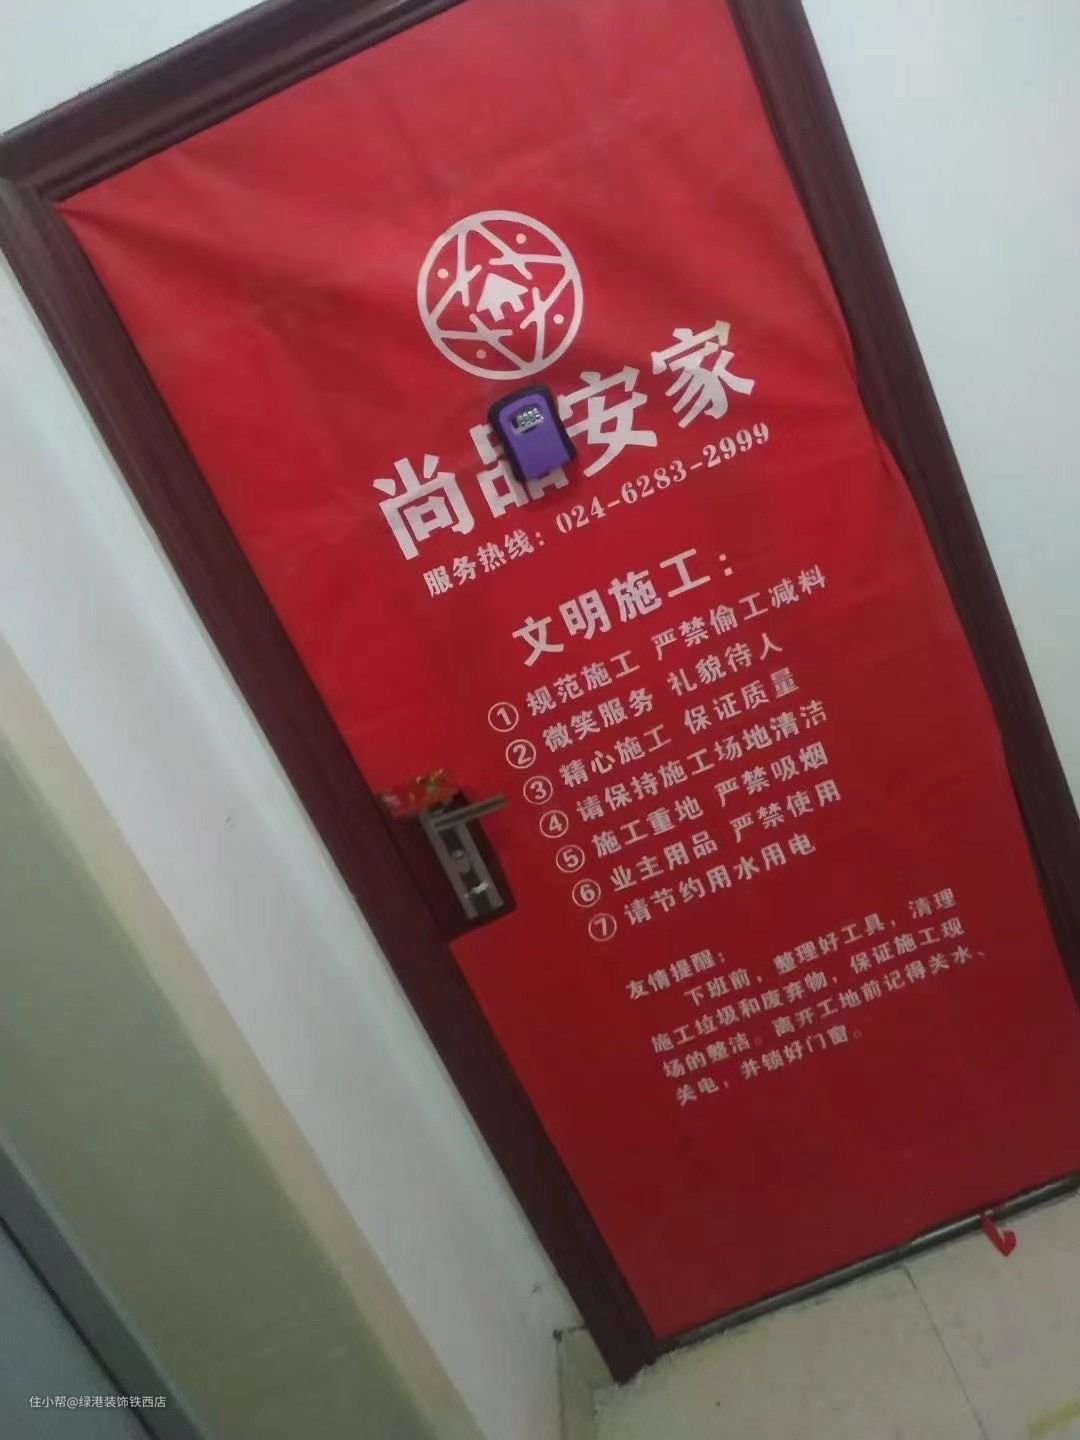 尚品安家
服务热线：024-6283-2999
文明施工：
① 规范施工 严禁偷工减料
② 微笑服务 礼貌待人
③ 精心施工 保证质量
④ 请保持施工场地清洁
⑤ 施工重地 严禁吸烟
⑥ 业主用品 严禁使用
⑦ 请节约用水用电
友情提醒：
下班前，整理好工具，清理
施工垃圾和废弃物，保证施工现
场的整洁。离开工地前记得关水、
关电，并锁好门窗。
住小帮@绿港装饰铁西店